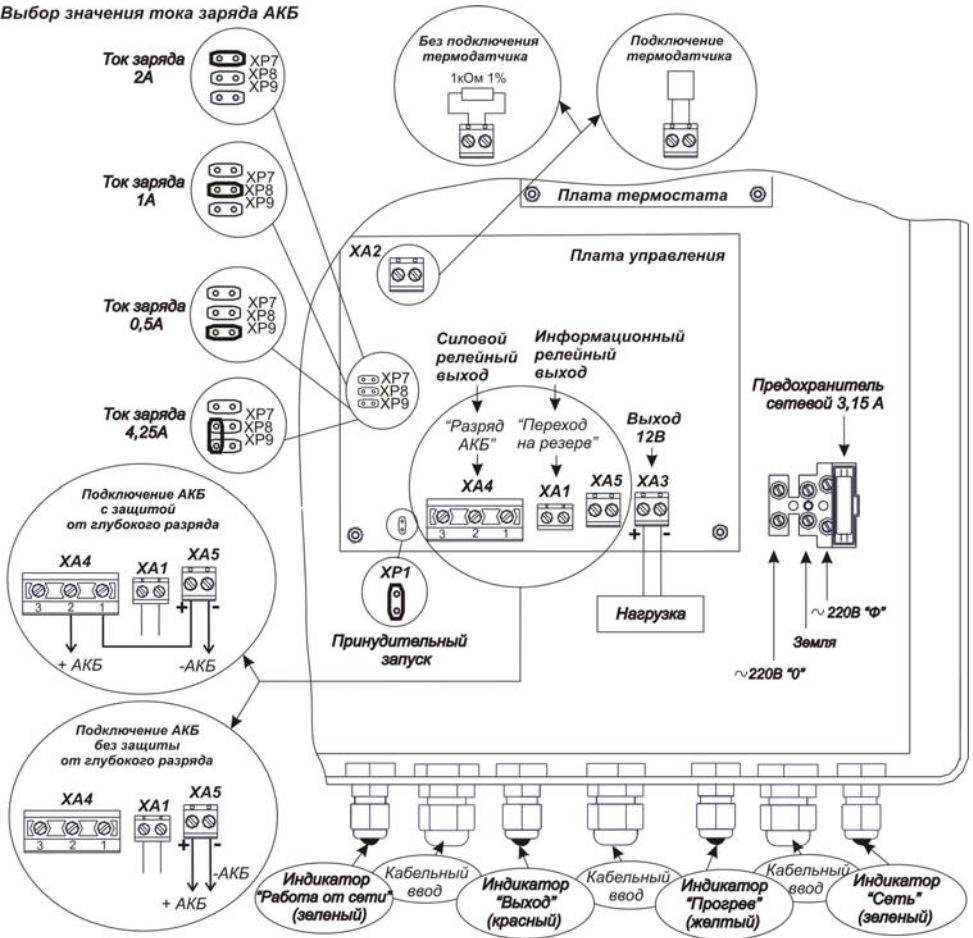 Выбор значения тока заряда АКБ
Ток заряда
2А
XP7
XP8
XP9
Ток заряда
1А
XP7
XP8
XP9
Ток заряда
0,5А
XP7
XP8
XP9
Ток заряда
4,25А
XP7
XP8
XP9
Без подключения
термодатчика
1кОм 1%
Подключение
термодатчика
Плата термостата
XA2
Плата управления
XP7
XP8
XP9
Силовой
релейный
выход
Информационный
релейный
выход
"Разряд
АКБ"
"Переход
на резерв"
Выход
12В
XA4
XA1
XA5
XA3
3 2 1
+ -
Предохранитель
сетевой 3,15 А
XP1
Принудительный
запуск
Нагрузка
~ 220В "Ф"
Земля
~220В "0"
Подключение АКБ
с защитой
от глубокого разряда
XA4
XA1
XA5
3 2 1
+ -
+ АКБ
-АКБ
Подключение АКБ
без защиты
от глубокого разряда
XA4
XA1
XA5
3 2 1
+ -
-АКБ
+ АКБ
Индикатор
"Работа от сети"
(зеленый)
Кабельный
ввод
Индикатор
"Выход"
(красный)
Кабельный
ввод
Индикатор
"Прогрев"
(желтый)
Кабельный
ввод
Индикатор
"Сеть"
(зеленый)